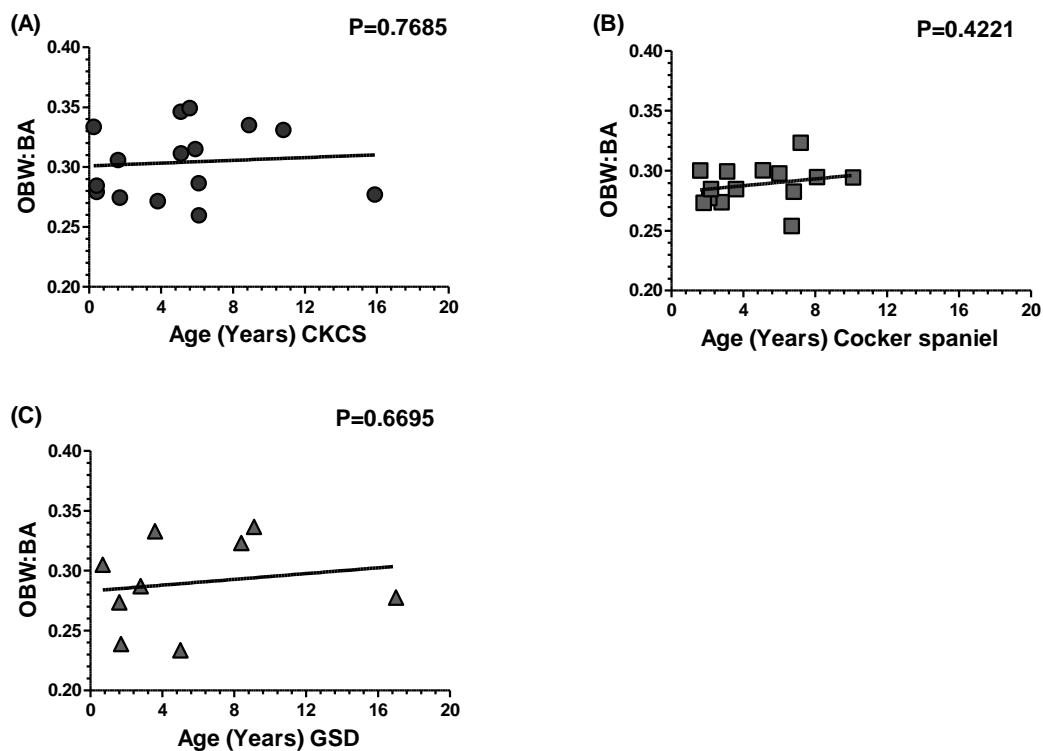 (A)
P=0.7685
0.40
0.35
0.30
0.25
0.20
OBW:BA
0 4 8 12 16 20
Age (Years) CKCS
(B)
P=0.4221
0.40
0.35
0.30
0.25
0.20
OBW:BA
0 4 8 12 16 20
Age (Years) Cocker spaniel
(C)
P=0.6695
0.40
0.35
0.30
0.25
0.20
OBW:BA
0 4 8 12 16 20
Age (Years) GSD